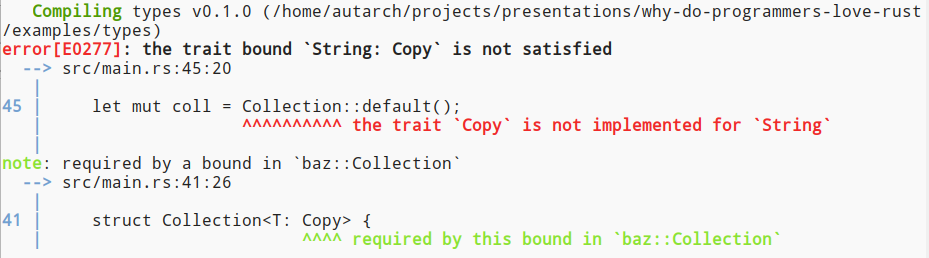 Compiling types v0.1.0 (/home/autarch/projects/presentations/why-do-programmers-love-rust
/examples/types)
error[E0277]: the trait bound `String: Copy` is not satisfied
  --> src/main.rs:45:20
   |
45 |     let mut coll = Collection::default();
   |                    ^^^^^^^^^^ the trait `Copy` is not implemented for `String`
   |
note: required by a bound in `baz::Collection`
  --> src/main.rs:41:26
   |
41 |     struct Collection<T: Copy> {
   |                          ^^^^ required by this bound in `baz::Collection`